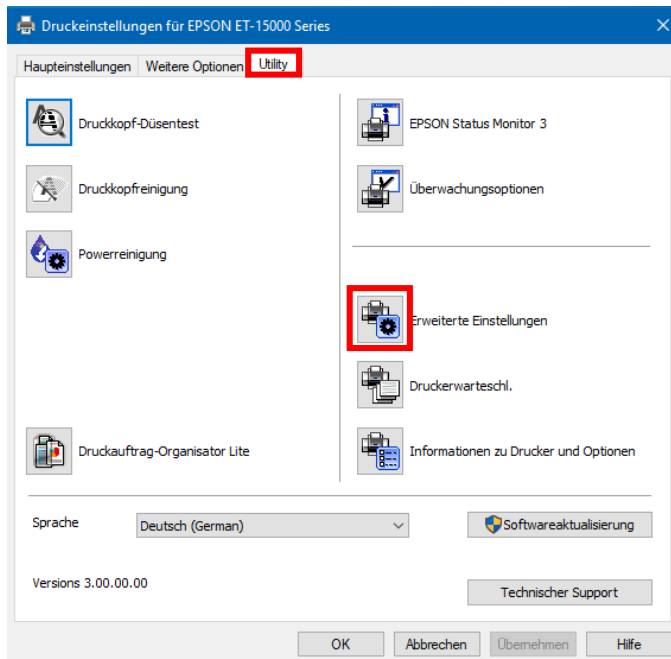 Druckeinstellungen für EPSON ET-15000 Series
Haupteinstellungen Weitere Optionen Utility
Druckkopf-Düsentest
EPSON Status Monitor 3
Druckkopfreinigung
Überwachungsoptionen
Powerreinigung
Erweiterte Einstellungen
Druckerwarteschl.
Druckauftrag-Organisator Lite
Informationen zu Drucker und Optionen
Sprache
Deutsch (German)
Softwareaktualisierung
Versions 3.00.00.00
Technischer Support
OK Abbrechen Übernehmen Hilfe